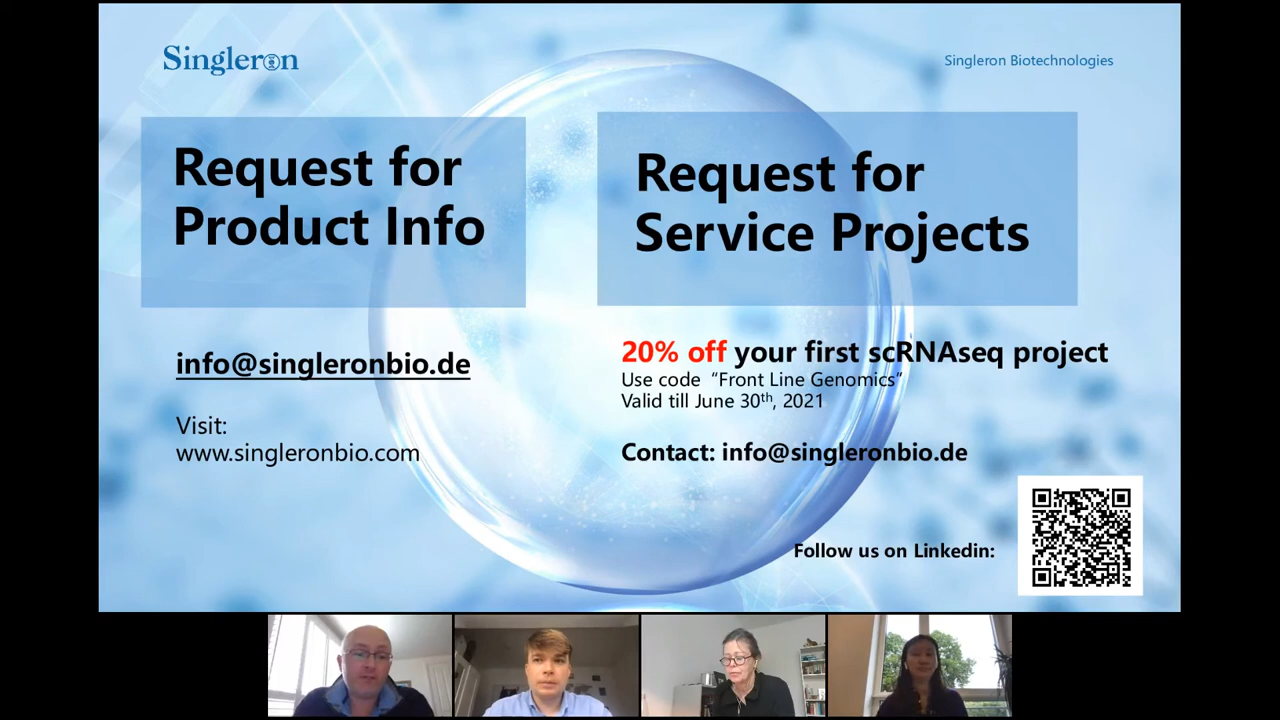 Singleron
Singleron Biotechnologies
Request for
Product Info
info@singleronbio.de
Visit:
www.singleronbio.com
Request for
Service Projects
20% off your first scRNAseq project
Use code “Front Line Genomics”
Valid till June 30th, 2021
Contact: info@singleronbio.de
Follow us on Linkedin: